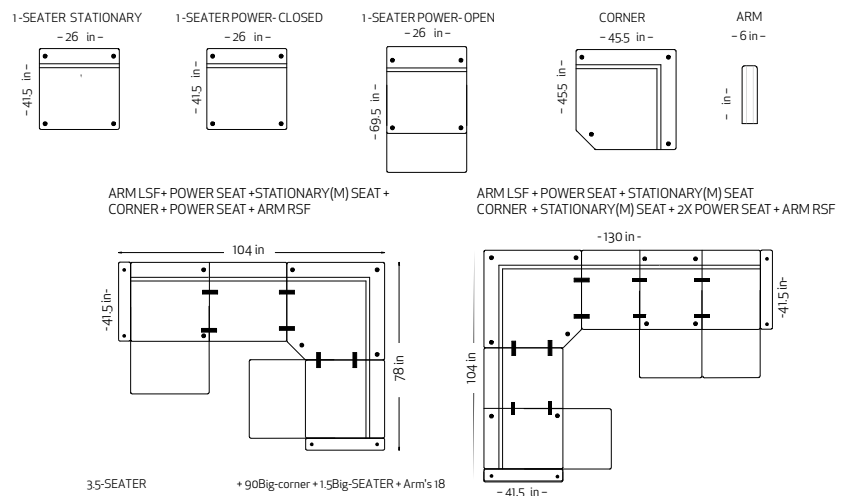 1-SEATER STATIONARY
– 26 in –
– 41.5 in –
1-SEATER POWER- CLOSED
– 26 in –
– 41.5 in –
1-SEATER POWER- OPEN
– 26 in –
– 69.5 in –
CORNER
– 45.5 in –
– 45.5 in –
ARM
– 6 in –
– in –
ARM LSF + POWER SEAT + STATIONARY(M) SEAT +
CORNER + POWER SEAT + ARM RSF
104 in
-41.5 in-
78 in
3.5-SEATER + 90Big-corner + 1.5Big-SEATER + Arm's 18
ARM LSF + POWER SEAT + STATIONARY(M) SEAT
CORNER + STATIONARY(M) SEAT + 2X POWER SEAT + ARM RSF
-130 in-
-41.5 in-
104 in
– 41.5 in –